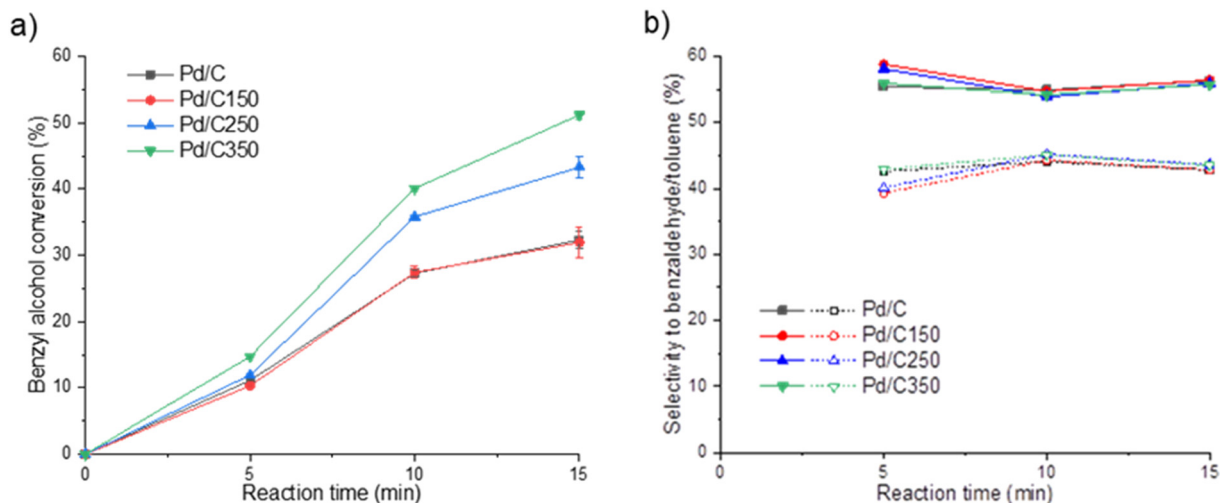 a)
60
50
40
30
20
10
0
Benzyl alcohol conversion (%)
Pd/C
Pd/C150
Pd/C250
Pd/C350
0 5 10 15
Reaction time (min)
b)
60
50
40
30
20
10
0
Selectivity to benzaldehyde/toluene (%)
Pd/C
Pd/C150
Pd/C250
Pd/C350
0 5 10 15
Reaction time (min)